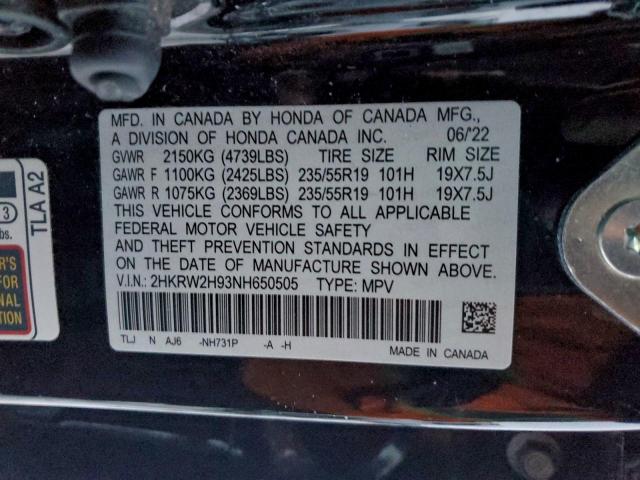 MFD. IN CANADA BY HONDA OF CANADA MFG.,
A DIVISION OF HONDA CANADA INC. 06/'22
GVWR 2150KG (4739LBS) TIRE SIZE RIM SIZE
GAWR F 1100KG (2425LBS) 235/55R19 101H 19X7.5J
GAWR R 1075KG (2369LBS) 235/55R19 101H 19X7.5J
THIS VEHICLE CONFORMS TO ALL APPLICABLE
FEDERAL MOTOR VEHICLE SAFETY
AND THEFT PREVENTION STANDARDS IN EFFECT
ON THE DATE OF MANUFACTURE SHOWN ABOVE.
V.I.N.: 2HKRW2H93NH650505 TYPE: MPV
TLJ N AJ6 -NH731P -A -H
MADE IN CANADA
TLA A2
3
bs.